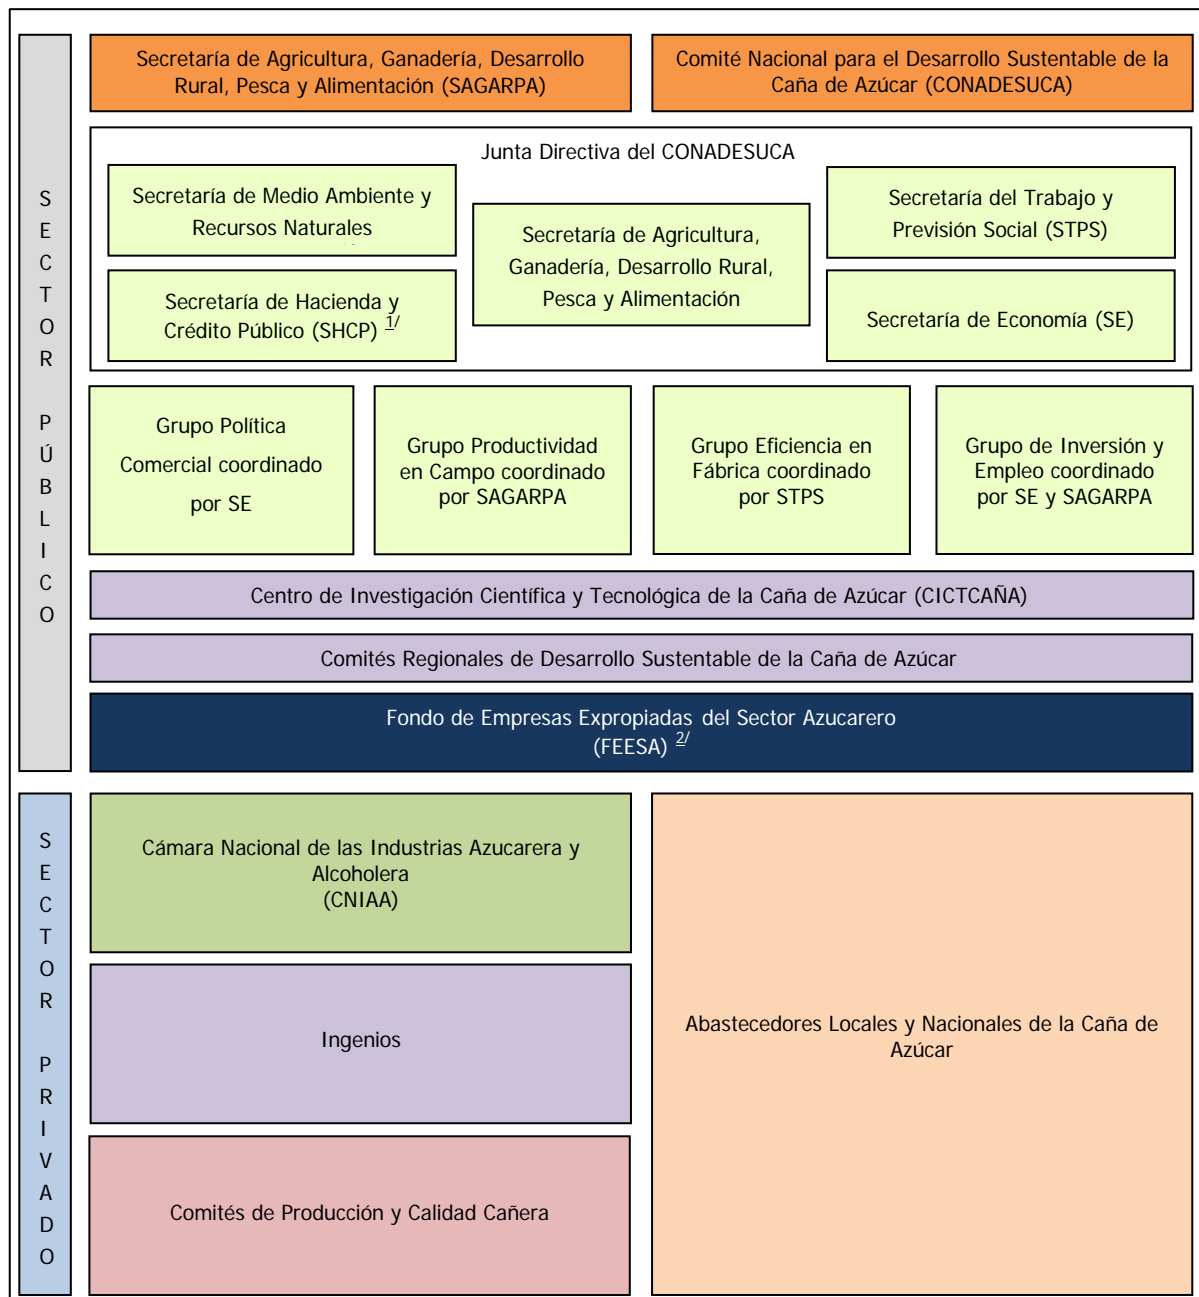 SECTOR PÚBLICO
Secretaría de Agricultura, Ganadería, Desarrollo
Rural, Pesca y Alimentación (SAGARPA)
Comité Nacional para el Desarrollo Sustentable de la
Caña de Azúcar (CONADESUCA)
Junta Directiva del CONADESUCA
Secretaría de Medio Ambiente y
Recursos Naturales
Secretaría de Hacienda y
Crédito Público (SHCP) 1/
Secretaría de Agricultura,
Ganadería, Desarrollo Rural,
Pesca y Alimentación
Secretaría del Trabajo y
Previsión Social (STPS)
Secretaría de Economía (SE)
Grupo Política
Comercial coordinado
por SE
Grupo Productividad
en Campo coordinado
por SAGARPA
Grupo Eficiencia en
Fábrica coordinado
por STPS
Grupo de Inversión y
Empleo coordinado
por SE y SAGARPA
Centro de Investigación Científica y Tecnológica de la Caña de Azúcar (CICTCAÑA)
Comités Regionales de Desarrollo Sustentable de la Caña de Azúcar
Fondo de Empresas Expropiadas del Sector Azucarero
(FEESA) 2/
SECTOR PRIVADO
Cámara Nacional de las Industrias Azucarera y
Alcoholera
(CNIAA)
Ingenios
Comités de Producción y Calidad Cañera
Abastecedores Locales y Nacionales de la Caña de
Azúcar